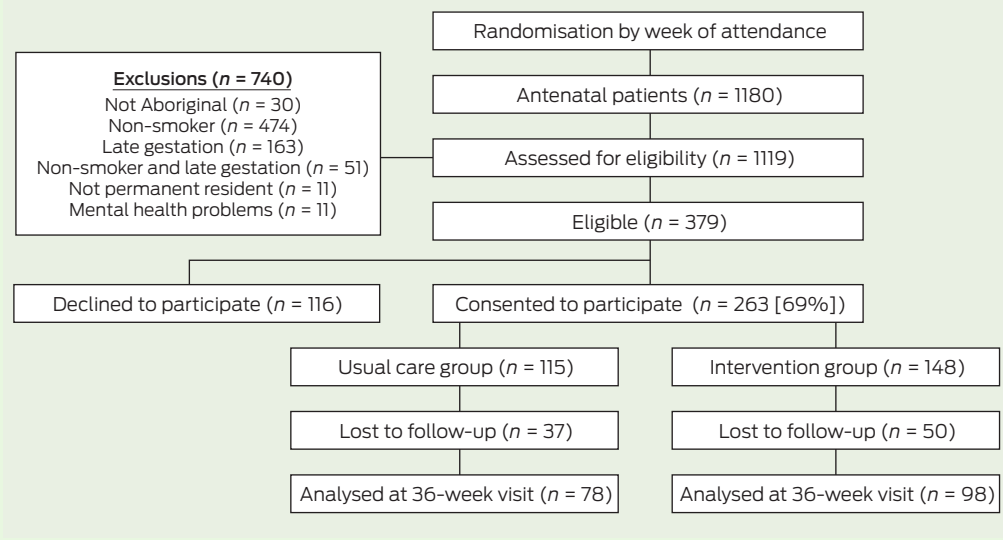 Randomisation by week of attendance
Exclusions (n = 740)
Not Aboriginal (n = 30)
Non-smoker (n = 474)
Late gestation (n = 163)
Non-smoker and late gestation (n = 51)
Not permanent resident (n = 11)
Mental health problems (n = 11)
Antenatal patients (n = 1180)
Assessed for eligibility (n = 1119)
Eligible (n = 379)
Declined to participate (n = 116)
Consented to participate (n = 263 [69%])
Usual care group (n = 115)
Intervention group (n = 148)
Lost to follow-up (n = 37)
Lost to follow-up (n = 50)
Analysed at 36-week visit (n = 78)
Analysed at 36-week visit (n = 98)